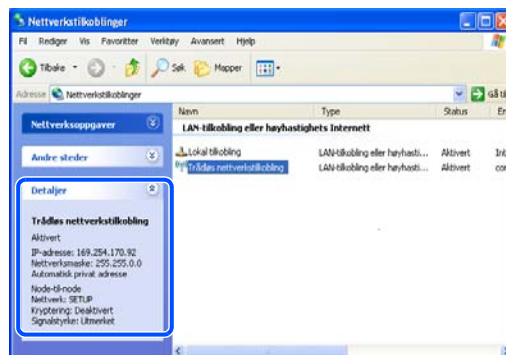 Nettverkstilkoblinger
Fil Rediger Vis Favoritter Verktøy Avansert Hjelp
Tilbake Søk Mapper
Adresse Nettverkstilkoblinger Gå til
Navn Type Status
Nettverksoppgaver
Andre steder
Detaljer
Trådløs nettverkstilkobling
Aktivert
IP-adresse: 169.254.170.92
Nettverksmaske: 255.255.0.0
Automatisk privat adresse
Node-til-node
Nettverk: SETUP
Kryptering: Deaktivert
Signalstyrke: Utmerket
LAN-tilkobling eller høyhastighets Internett
Lokal tilkobling LAN-tilkobling eller høyhasti... Aktivert
Trådløs nettverkstilkobling LAN-tilkobling eller høyhasti... Aktivert